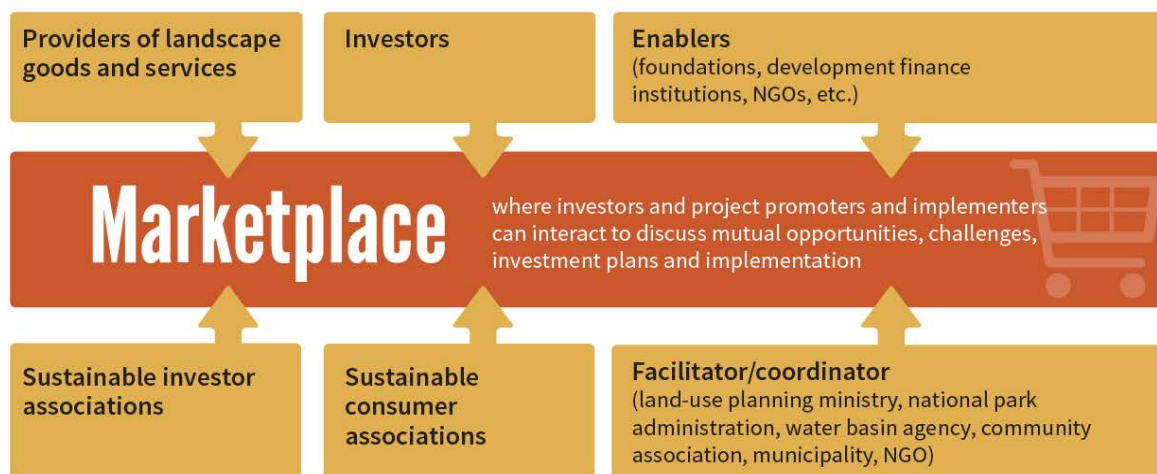 Providers of landscape
goods and services
Investors
Enablers
(foundations, development finance
institutions, NGOs, etc.)
Marketplace
where investors and project promoters and implementers
can interact to discuss mutual opportunities, challenges,
investment plans and implementation
Sustainable investor
associations
Sustainable
consumer
associations
Facilitator/coordinator
(land-use planning ministry, national park
administration, water basin agency, community
association, municipality, NGO)